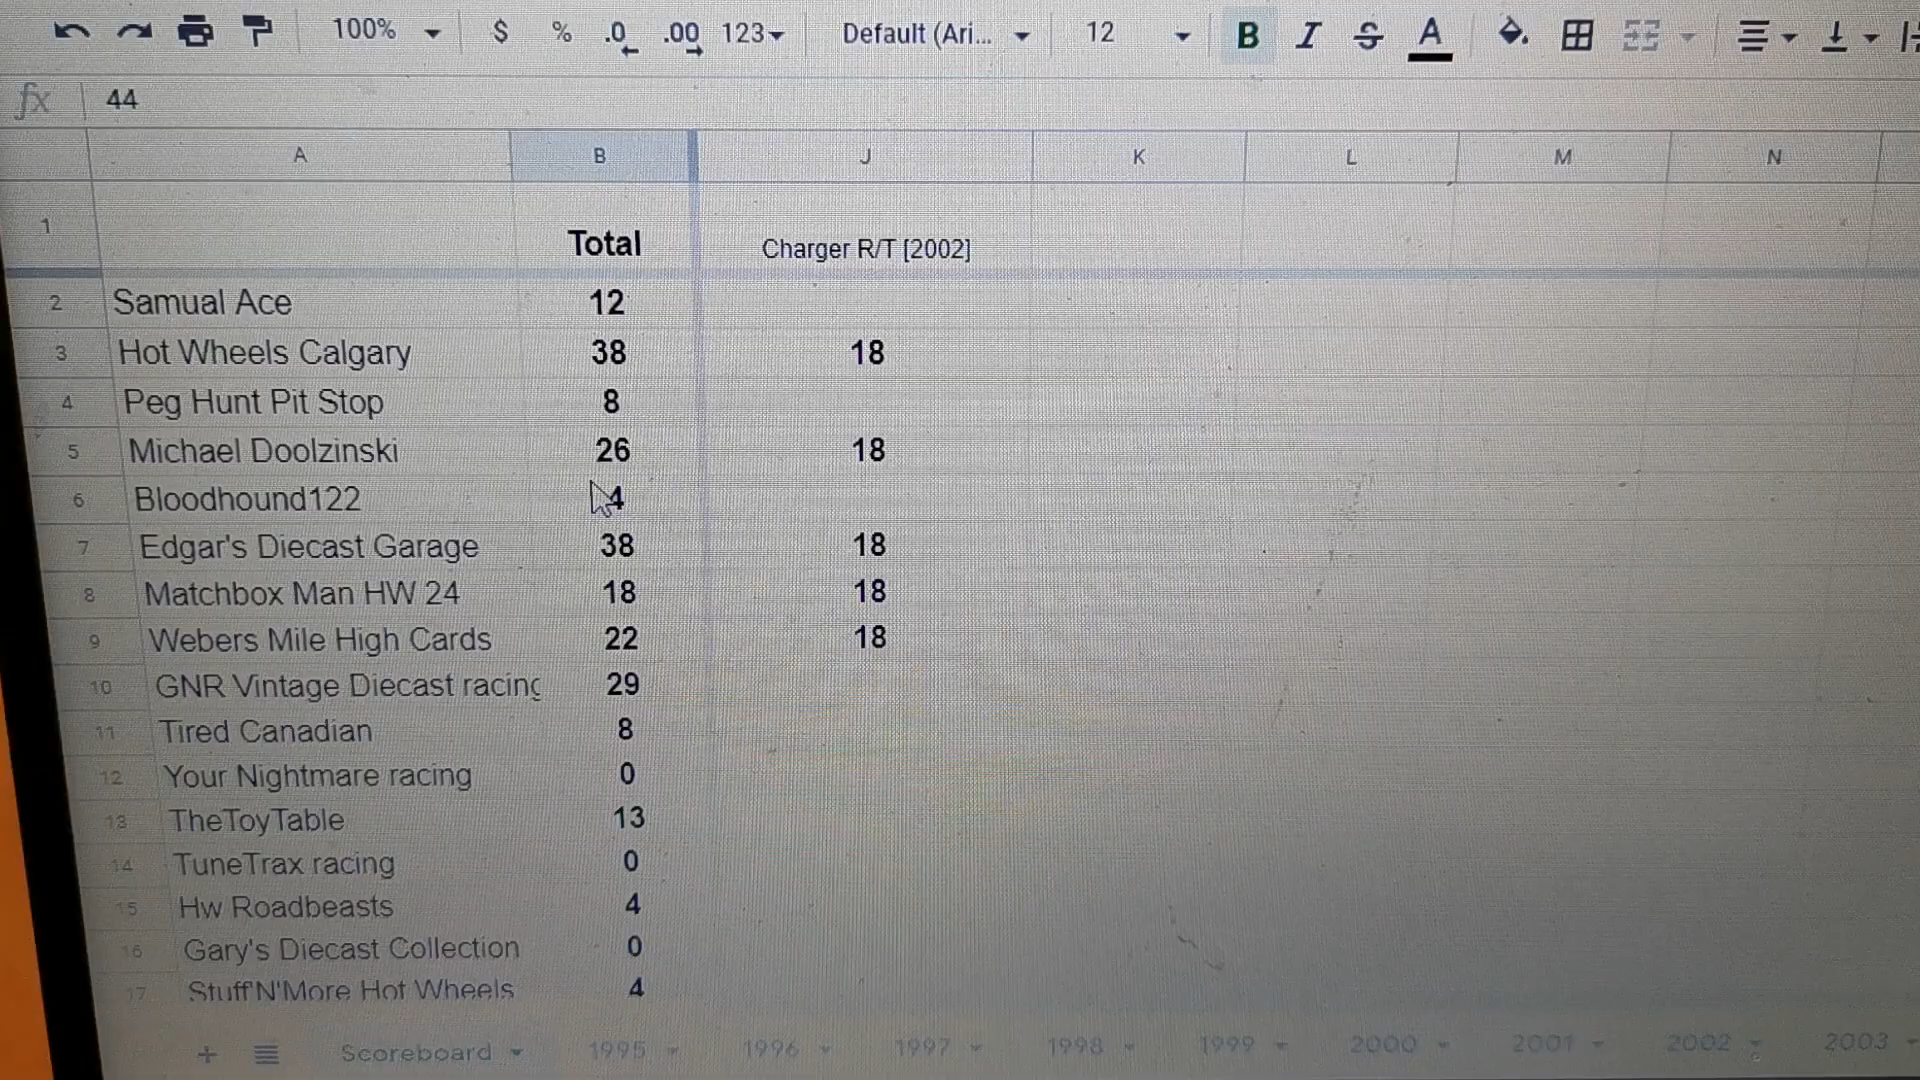 100% $ % .0 .00 123 Default (Ari... 12 B I S A
fx 44
A B J K L M N
1 Total Charger R/T [2002]
2 Samual Ace 12
3 Hot Wheels Calgary 38 18
4 Peg Hunt Pit Stop 8
5 Michael Doolzinski 26 18
6 Bloodhound122 4
7 Edgar's Diecast Garage 38 18
8 Matchbox Man HW 24 18 18
9 Webers Mile High Cards 22 18
10 GNR Vintage Diecast racing 29
11 Tired Canadian 8
12 Your Nightmare racing 0
13 TheToyTable 13
14 TuneTrax racing 0
15 Hw Roadbeasts 4
16 Gary's Diecast Collection 0
17 Stuff'N'More Hot Wheels 4
+ Scoreboard 1995 1996 1997 1998 1999 2000 2001 2002 2003